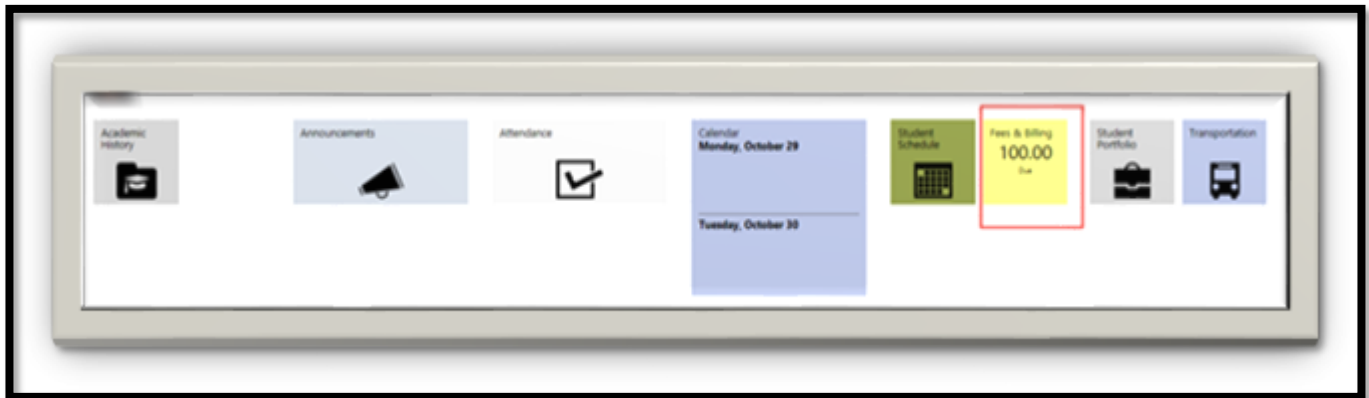 Academic
History
Announcements
Attendance
Calendar
Monday, October 29
Tuesday, October 30
Student
Schedule
Fees & Billing
100.00
Due
Student
Portfolio
Transportation